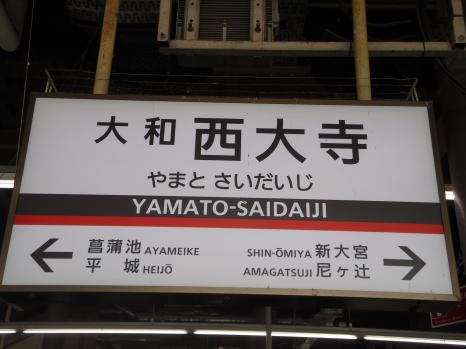 大和 西大寺
やまと さいだいじ
YAMATO-SAIDAIJI
菖蒲池 AYAMEIKE
平城 HEIJŌ
SHIN-ŌMIYA 新大宮
AMAGATSUJI 尼ヶ辻